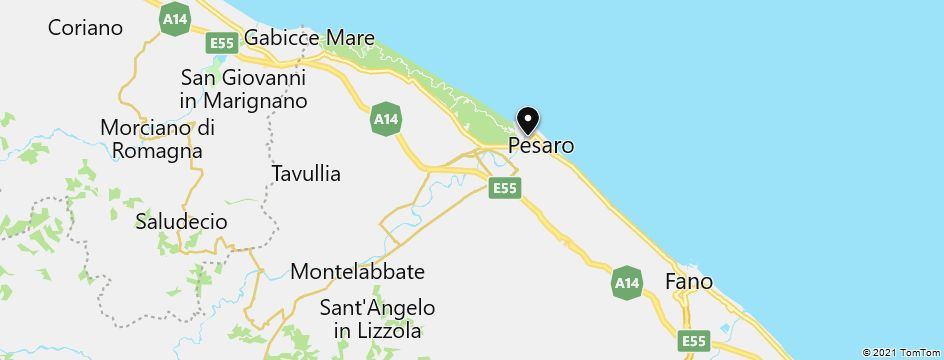 A14
Coriano
Gabicce Mare
E55
San Giovanni
in Marignano
A14
Morciano di
Romagna
Pesaro
Tavullia
E55
Saludecio
Montelabbate
A14
Fano
Sant'Angelo
in Lizzola
E55
© 2021 TomTom